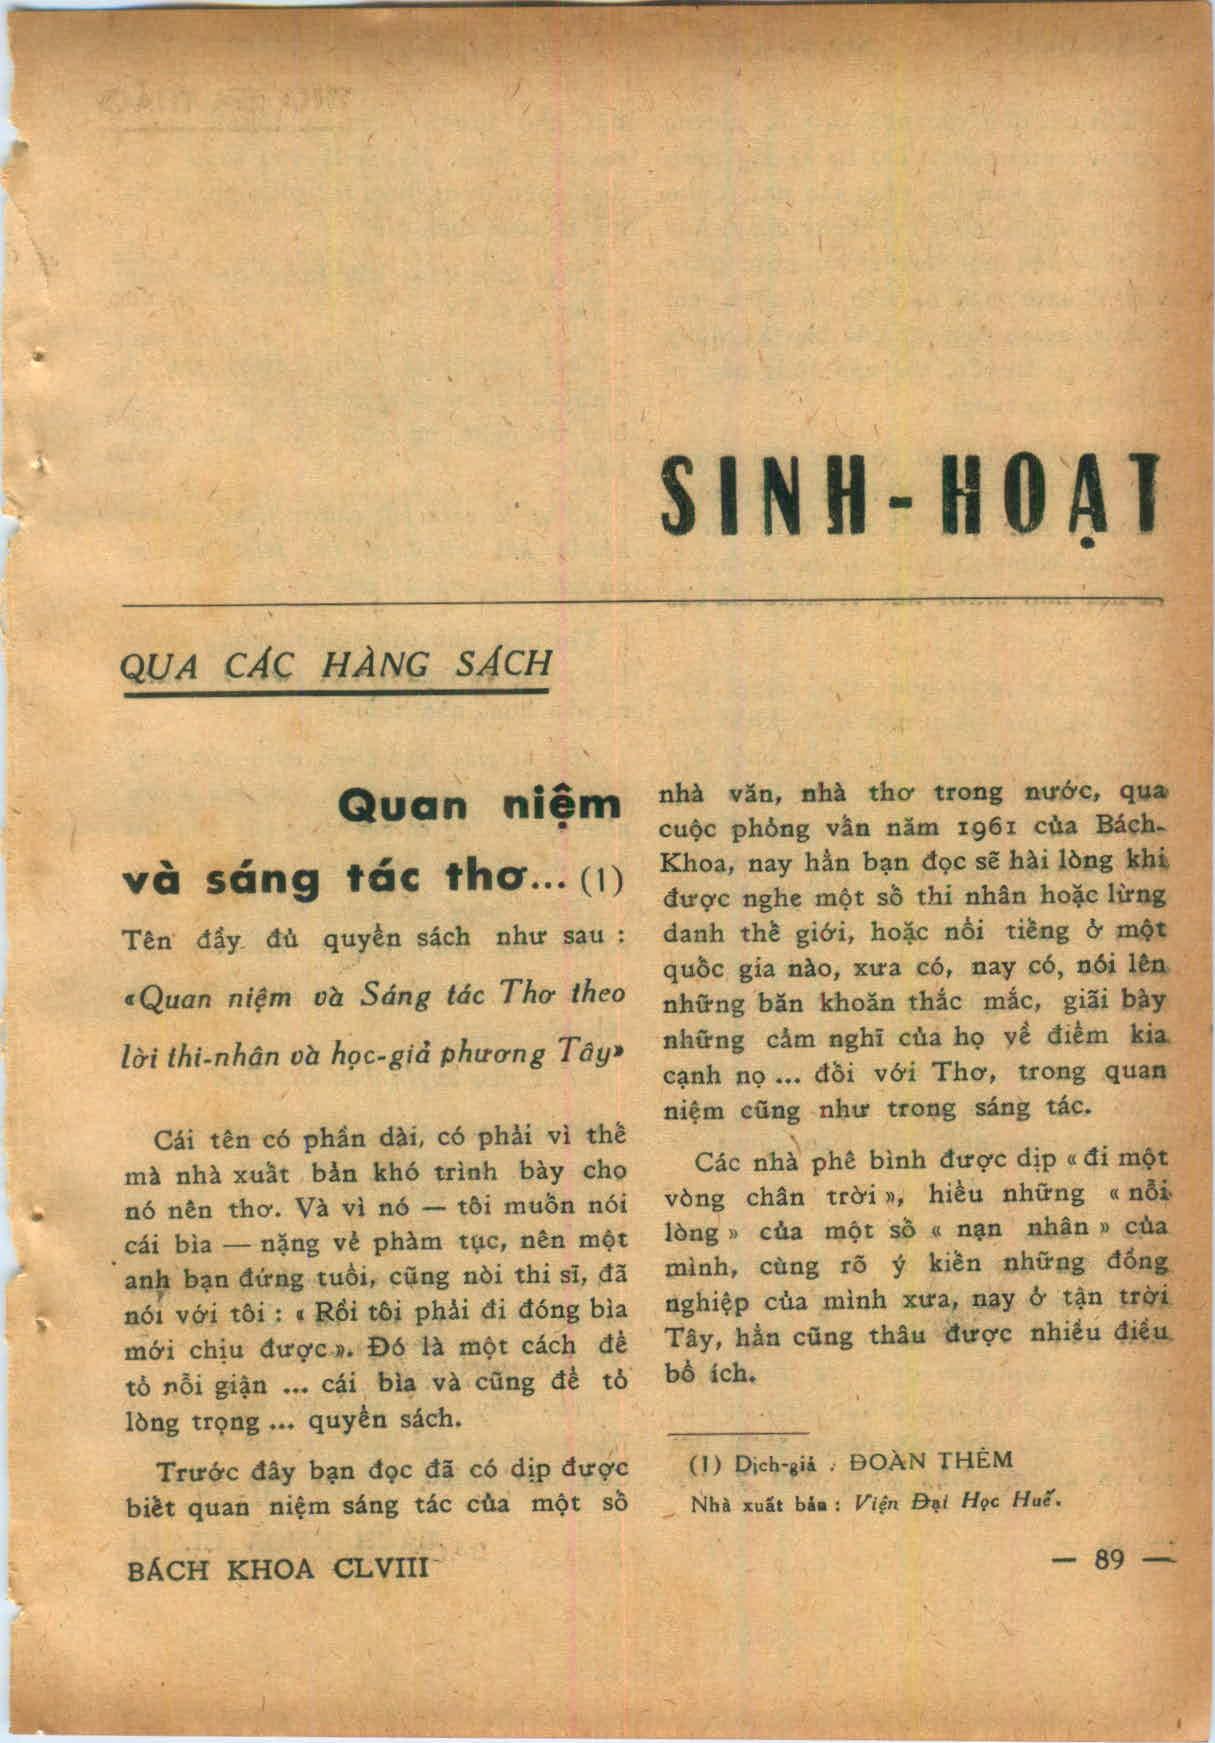 SINH-HOẠT
QUA CÁC HÀNG SÁCH
Quan niệm
và sáng tác thơ... (1)
Tên đầy đủ quyển sách như sau :
«Quan niệm và Sáng tác Thơ theo
lời thi-nhân và học-giả phương Tây»
Cái tên có phần dài, có phải vì thế
mà nhà xuất bản khó trình bày cho
nó nên thơ. Và vì nó — tôi muốn nói
cái bìa — nặng vẻ phàm tục, nên một
anh bạn đứng tuổi, cũng nòi thi sĩ, đã
nói với tôi : « Rồi tôi phải đi đóng bìa
mới chịu được ». Đó là một cách để
tỏ nỗi giận ... cái bìa và cũng để tỏ
lòng trọng ... quyển sách.
Trước đây bạn đọc đã có dịp được
biết quan niệm sáng tác của một số
nhà văn, nhà thơ trong nước, qua
cuộc phỏng vấn năm 1961 của Bách-
Khoa, nay hẳn bạn đọc sẽ hài lòng khi
được nghe một số thi nhân hoặc lừng
danh thế giới, hoặc nổi tiếng ở một
quốc gia nào, xưa có, nay có, nói lên
những băn khoăn thắc mắc, giãi bày
những cảm nghĩ của họ về điểm kia
cạnh nọ ... đối với Thơ, trong quan
niệm cũng như trong sáng tác.
Các nhà phê bình được dịp « đi một
vòng chân trời », hiểu những « nỗi
lòng » của một số « nạn nhân » của
mình, cùng rõ ý kiến những đồng
nghiệp của mình xưa, nay ở tận trời
Tây, hẳn cũng thâu được nhiều điều
bổ ích.
(1) Dịch-giả : ĐOÀN THÊM
Nhà xuất bản : Viện Đại Học Huế.
BÁCH KHOA CLVIII
— 89 —